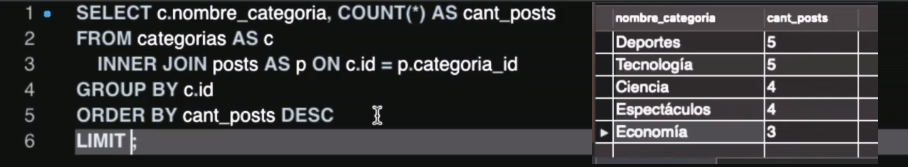 1 SELECT c.nombre_categoria, COUNT(*) AS cant_posts
2 FROM categorias AS c
3 INNER JOIN posts AS p ON c.id = p.categoria_id
4 GROUP BY c.id
5 ORDER BY cant_posts DESC
6 LIMIT ;
nombre_categoria cant_posts
Deportes 5
Tecnología 5
Ciencia 4
Espectáculos 4
Economía 3